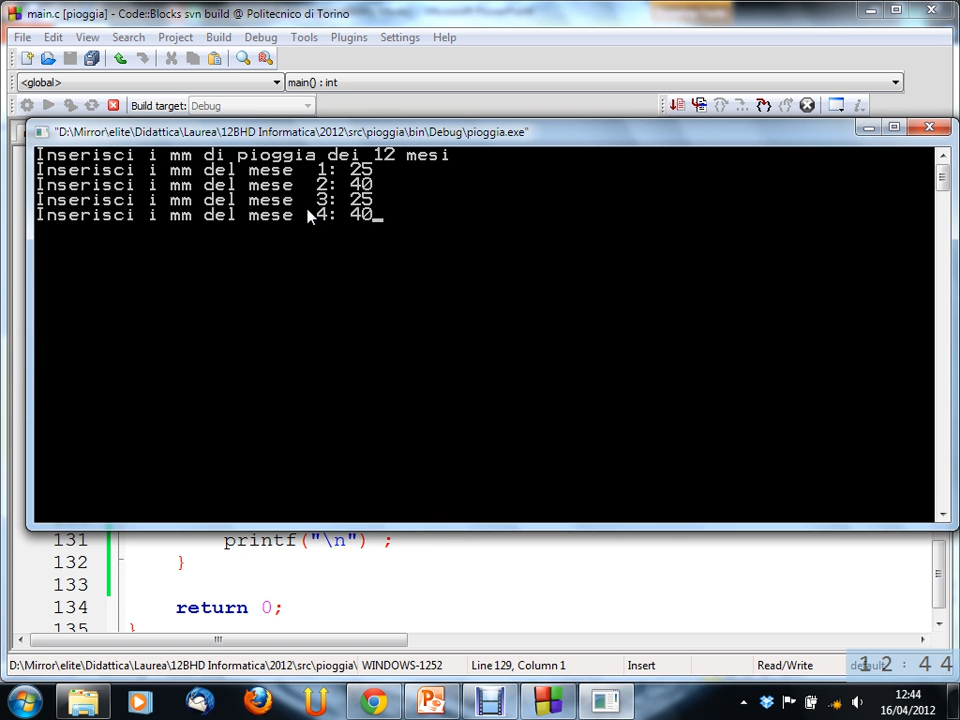 main.c [pioggia] - Code::Blocks svn build @ Politecnico di Torino
File Edit View Search Project Build Debug Tools Plugins Settings Help
<global> main() : int
Build target: Debug
"D:\Mirror\elite\Didattica\Laurea\12BHD Informatica\2012\src\pioggia\bin\Debug\pioggia.exe"
Inserisci i mm di pioggia dei 12 mesi
Inserisci i mm del mese  1: 25
Inserisci i mm del mese  2: 40
Inserisci i mm del mese  3: 25
Inserisci i mm del mese  4: 40_
131 printf("\n") ;
132 }
133
134 return 0;
135 }
D:\Mirror\elite\Didattica\Laurea\12BHD Informatica\2012\src\pioggia\ WINDOWS-1252 Line 129, Column 1 Insert Read/Write default
12:44
12:44
16/04/2012